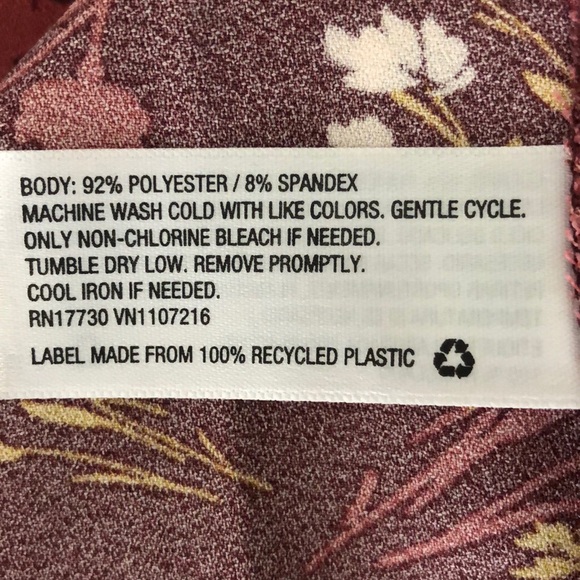 BODY: 92% POLYESTER / 8% SPANDEX
MACHINE WASH COLD WITH LIKE COLORS. GENTLE CYCLE.
ONLY NON-CHLORINE BLEACH IF NEEDED.
TUMBLE DRY LOW. REMOVE PROMPTLY.
COOL IRON IF NEEDED.
RN17730 VN1107216
LABEL MADE FROM 100% RECYCLED PLASTIC